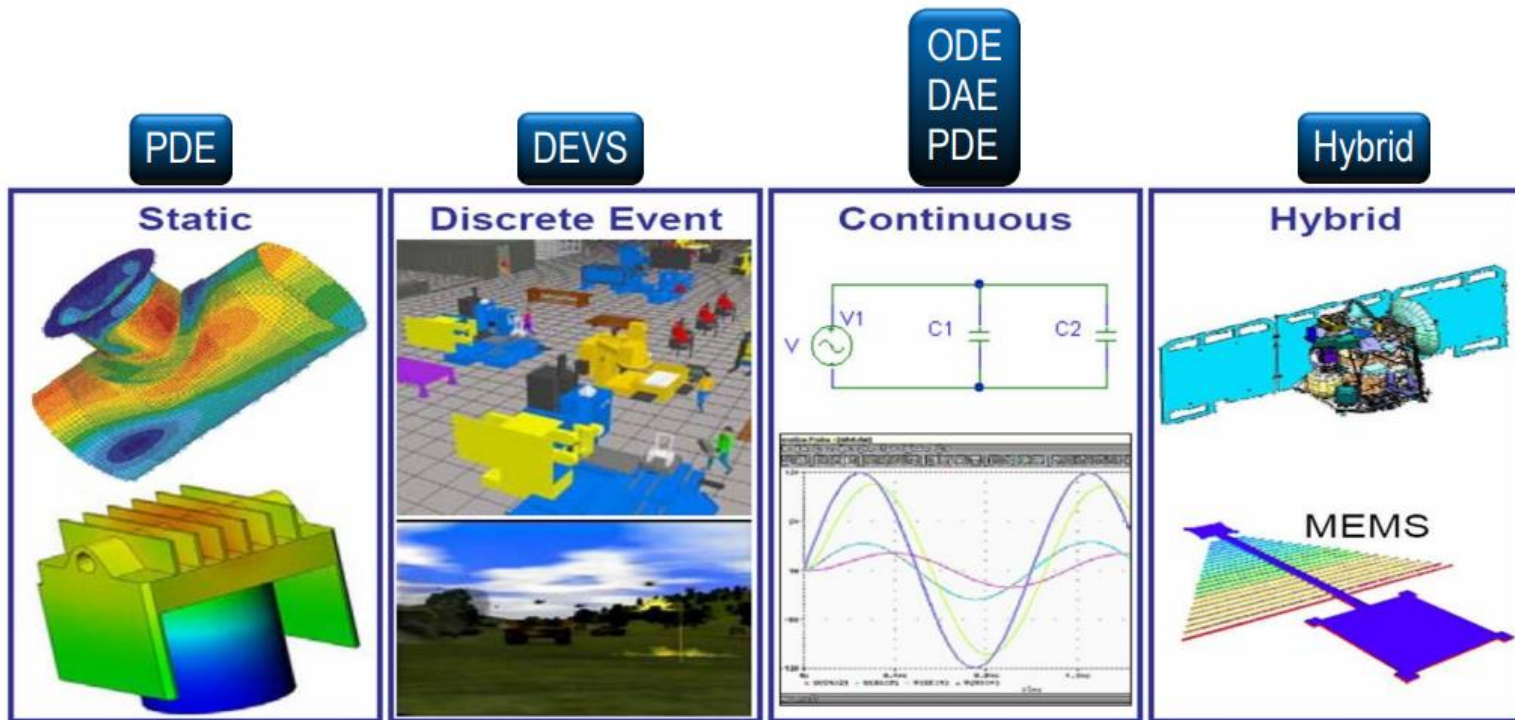 PDE
DEVS
ODE
DAE
PDE
Hybrid
Static
Discrete Event
Continuous
Hybrid
V1
V
C1
C2
MEMS